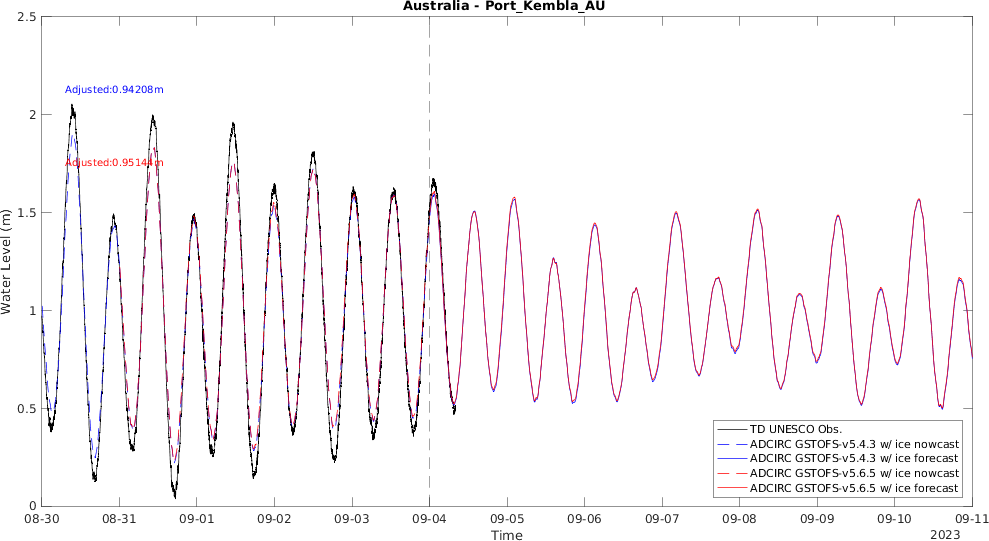 Australia - Port_Kembla_AU
2.5
2
1.5
1
0.5
0
Water Level (m)
Adjusted:0.94208m
Adjusted:0.95144m
TD UNESCO Obs.
ADCIRC GSTOFS-v5.4.3 w/ ice nowcast
ADCIRC GSTOFS-v5.4.3 w/ ice forecast
ADCIRC GSTOFS-v5.6.5 w/ ice nowcast
ADCIRC GSTOFS-v5.6.5 w/ ice forecast
08-30 08-31 09-01 09-02 09-03 09-04 09-05 09-06 09-07 09-08 09-09 09-10 09-11
Time
2023